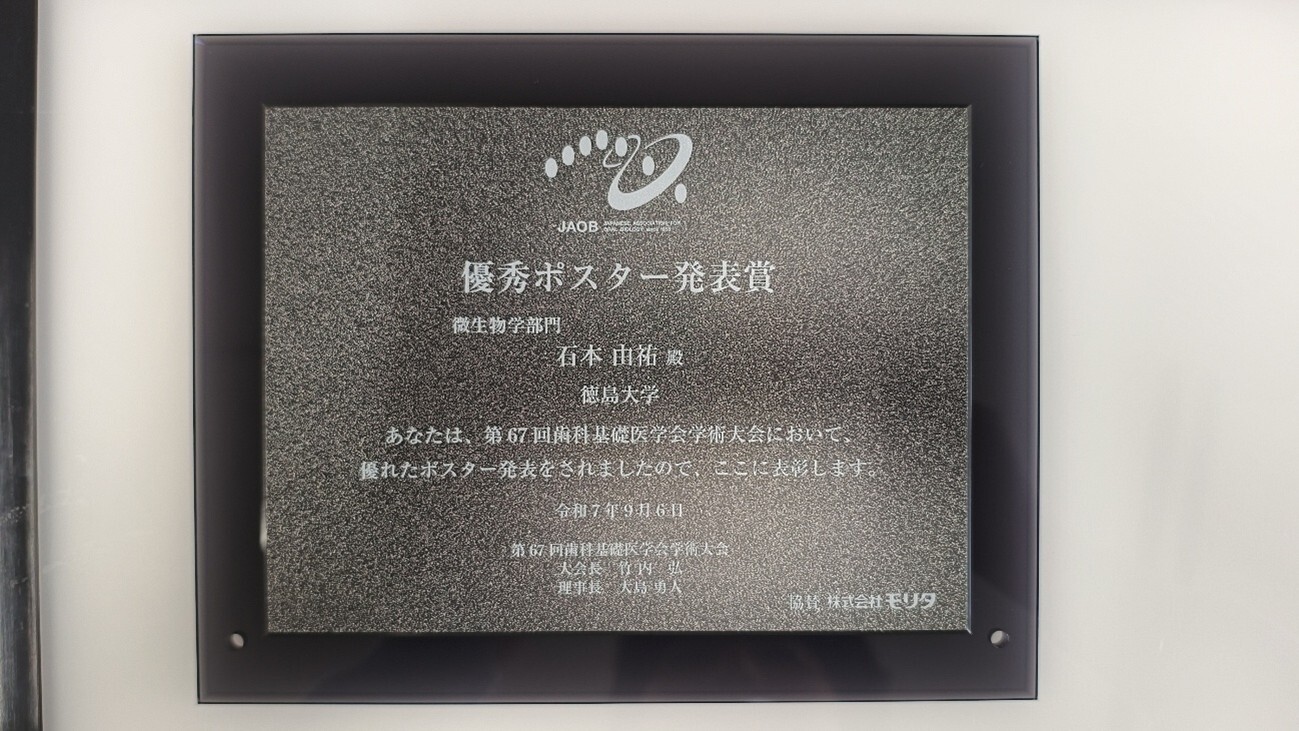 JAOB JAPANESE ASSOCIATION FOR
ORAL BIOLOGY
優秀ポスター発表賞
微生物学部門
石本 由祐 殿
徳島大学
あなたは、第67回歯科基礎医学会学術大会において、
優れたポスター発表をされましたので、ここに表彰します。
令和7年9月6日
第67回歯科基礎医学会学術大会
大会長 竹内 弘
理事長 大島 勇人
協賛 株式会社モリタ